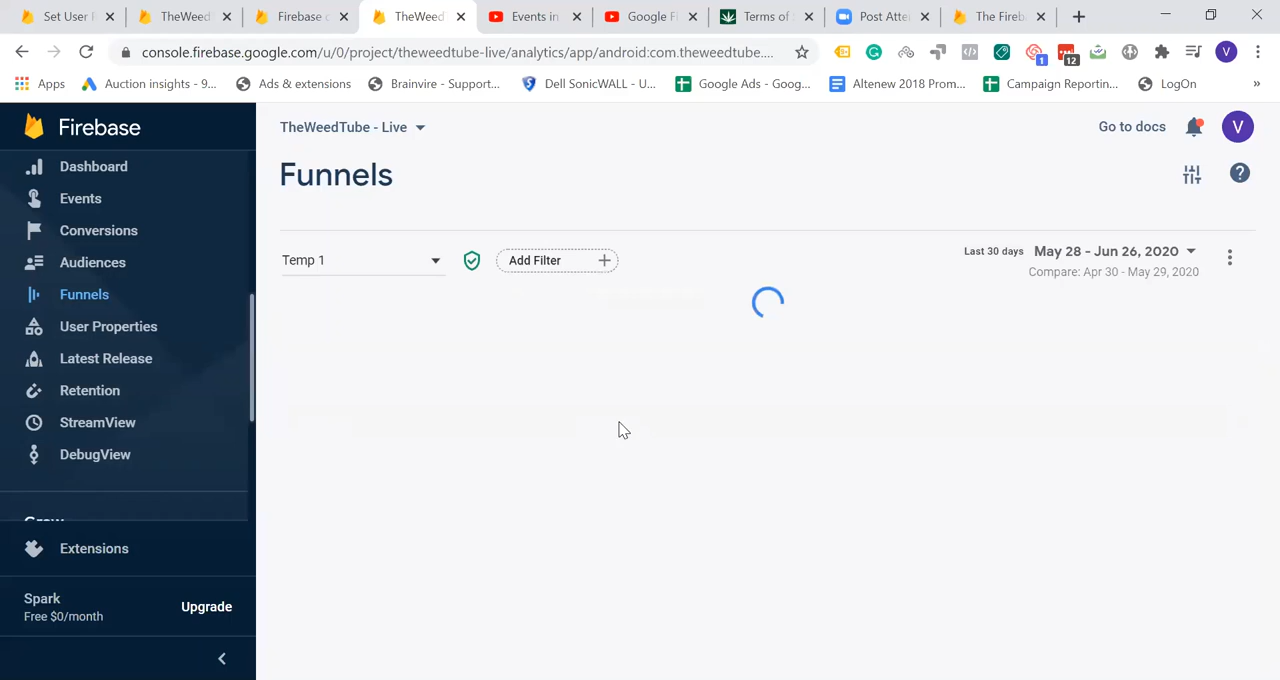 Set User P
TheWeed
Firebase c
TheWeed
Events in
Google Fi
Terms of S
Post Atte
The Fireb
console.firebase.google.com/u/0/project/theweedtube-live/analytics/app/android:com.theweedtube....
1
12
V
Apps
Auction insights - 9...
Ads & extensions
Brainvire - Support...
Dell SonicWALL - U...
Google Ads - Goog...
Altenew 2018 Prom...
Campaign Reportin...
LogOn
»
Firebase
TheWeedTube - Live
Go to docs
V
Dashboard
Funnels
Events
Conversions
Last 30 days May 28 - Jun 26, 2020
Temp 1
Add Filter
Audiences
Compare: Apr 30 - May 29, 2020
Funnels
User Properties
Latest Release
Retention
StreamView
DebugView
Grow
Extensions
Spark
Free $0/month
Upgrade